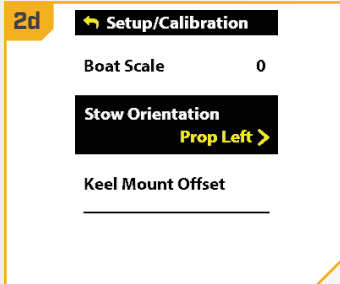 2d
Setup/Calibration
Boat Scale 0
Stow Orientation
Prop Left >
Keel Mount Offset